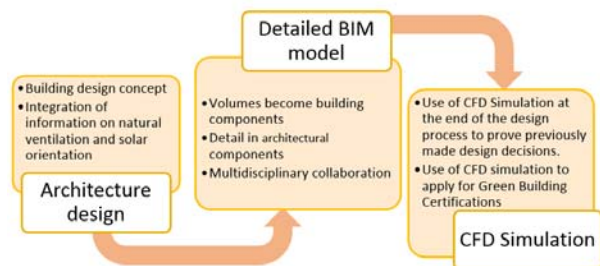 • Building design concept
• Integration of
information on natural
ventilation and solar
orientation
Architecture
design
Detailed BIM
model
• Volumes become building
components
• Detail in architectural
components
• Multidisciplinary collaboration
• Use of CFD Simulation at
the end of the design
process to prove previously
made design decisions.
• Use of CFD simulation to
apply for Green Building
Certifications
CFD Simulation